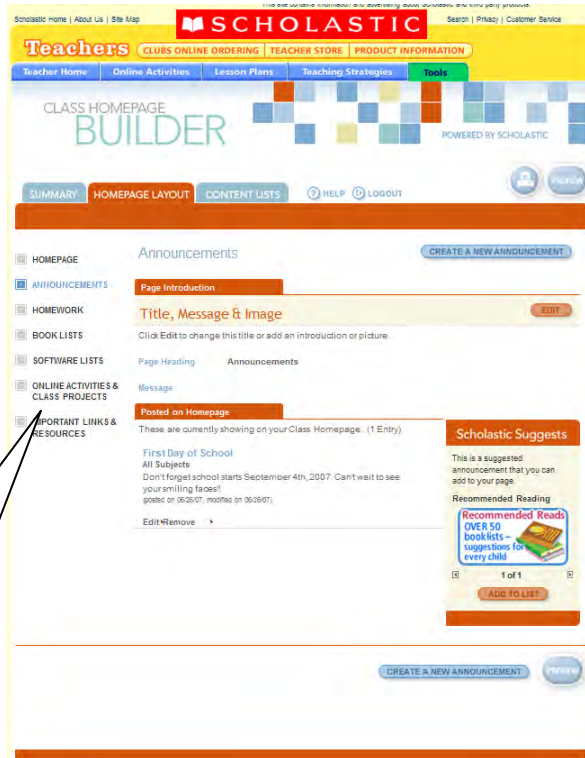 This site contains information and advertising about Scholastic and third party products.
Scholastic Home | About Us | Site Map
SCHOLASTIC
Search | Privacy | Customer Service
Teachers
CLUBS ONLINE ORDERING | TEACHER STORE | PRODUCT INFORMATION
Teacher Home Online Activities Lesson Plans Teaching Strategies Tools
CLASS HOMEPAGE
BUILDER
POWERED BY SCHOLASTIC
SUMMARY HOMEPAGE LAYOUT CONTENT LISTS ? HELP LOGOUT PREVIEW
HOMEPAGE
ANNOUNCEMENTS
HOMEWORK
BOOK LISTS
SOFTWARE LISTS
ONLINE ACTIVITIES &
CLASS PROJECTS
IMPORTANT LINKS &
RESOURCES
Announcements
CREATE A NEW ANNOUNCEMENT
Page Introduction
Title, Message & Image
EDIT
Click Edit to change this title or add an introduction or picture.
Page Heading Announcements
Message
Posted on Homepage
These are currently showing on your Class Homepage. (1 Entry)
First Day of School
All Subjects
Don't forget school starts September 4th, 2007. Can't wait to see
your smiling faces!!
(posted on 06/26/07, modified on 06/26/07)
Edit Remove
Scholastic Suggests
This is a suggested
announcement that you can
add to your page.
Recommended Reading
Recommended Reads
OVER 50
booklists –
suggestions for
every child
1 of 1
ADD TO LIST
CREATE A NEW ANNOUNCEMENT
PREVIEW